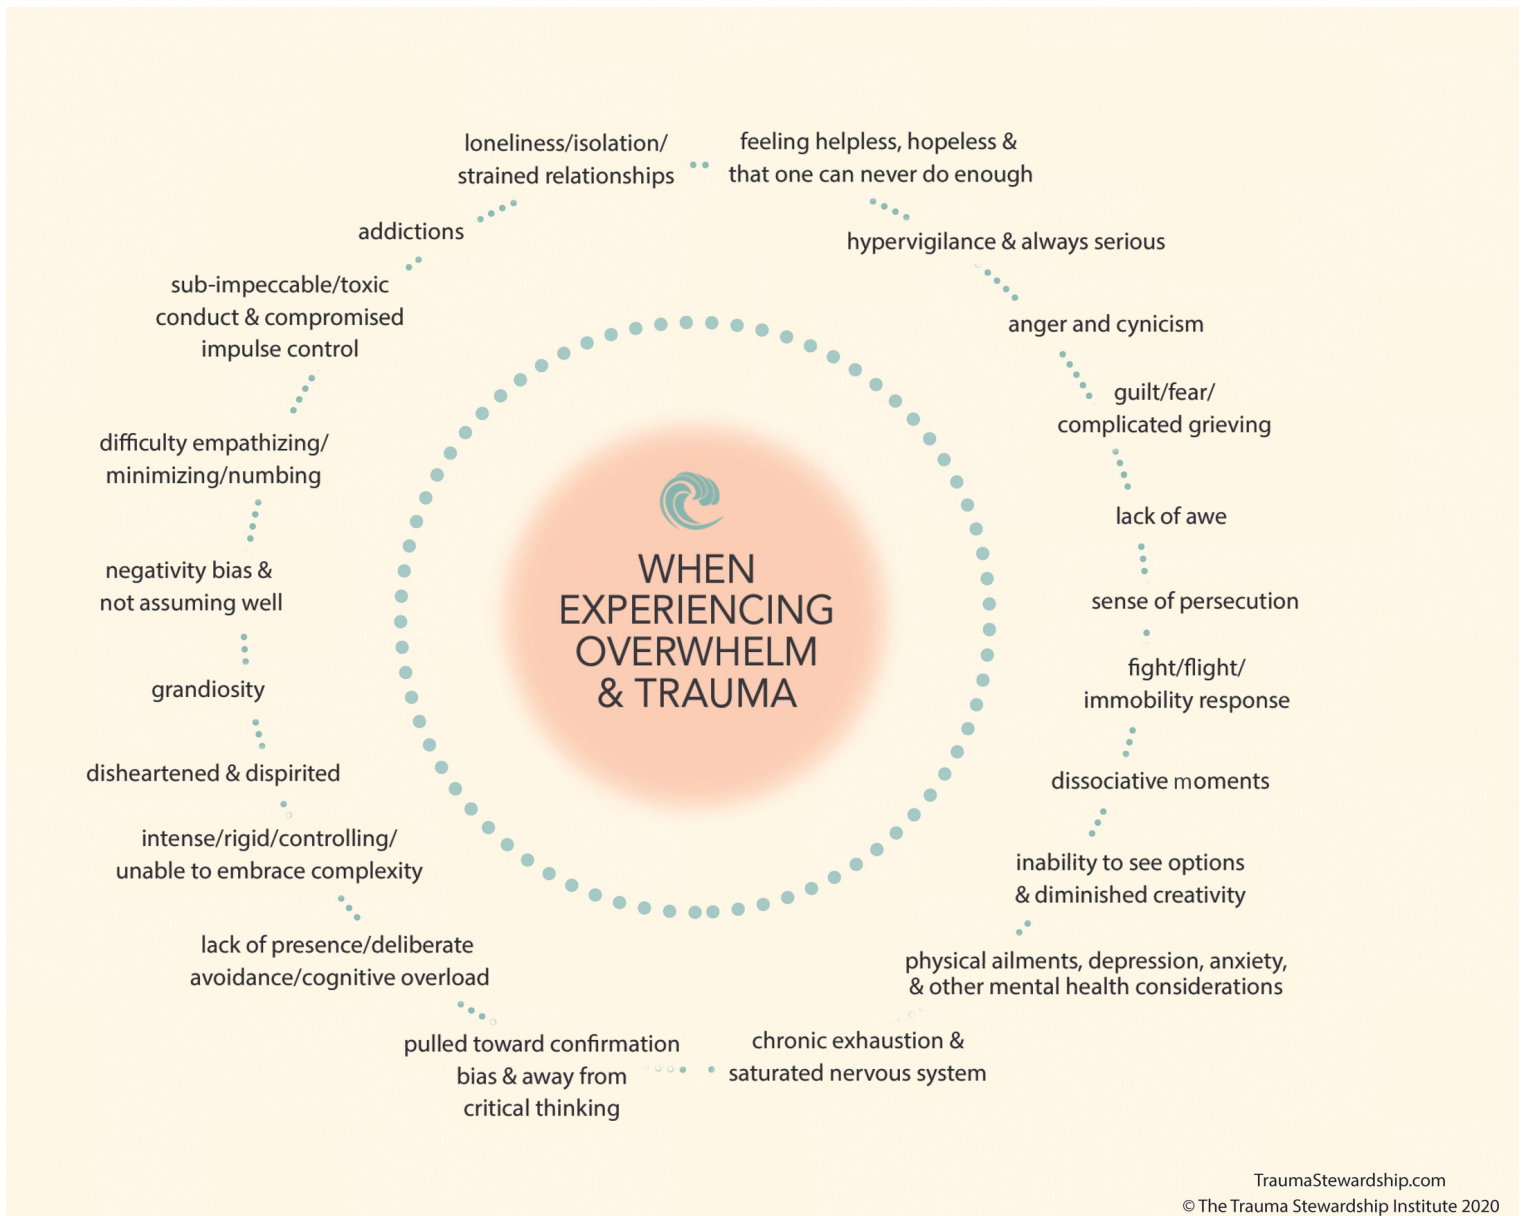 loneliness/isolation/
strained relationships
feeling helpless, hopeless &
that one can never do enough
hypervigilance & always serious
anger and cynicism
guilt/fear/
complicated grieving
lack of awe
sense of persecution
fight/flight/
immobility response
dissociative moments
inability to see options
& diminished creativity
physical ailments, depression, anxiety,
& other mental health considerations
chronic exhaustion &
saturated nervous system
pulled toward confirmation
bias & away from
critical thinking
lack of presence/deliberate
avoidance/cognitive overload
intense/rigid/controlling/
unable to embrace complexity
disheartened & dispirited
grandiosity
negativity bias &
not assuming well
difficulty empathizing/
minimizing/numbing
sub-impeccable/toxic
conduct & compromised
impulse control
addictions
WHEN
EXPERIENCING
OVERWHELM
& TRAUMA
TraumaStewardship.com
© The Trauma Stewardship Institute 2020